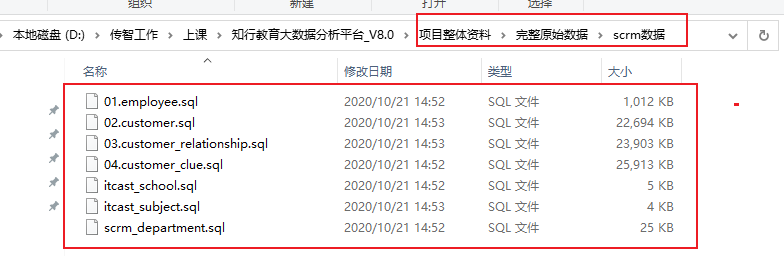 组织 新建 打开 选择
本地磁盘 (D:) 传智工作 上课 知行教育大数据分析平台_V8.0 项目整体资料 完整原始数据 scrm数据
名称 修改日期 类型 大小
01.employee.sql 2020/10/21 14:52 SQL 文件 1,012 KB
02.customer.sql 2020/10/21 14:53 SQL 文件 22,694 KB
03.customer_relationship.sql 2020/10/21 14:53 SQL 文件 23,903 KB
04.customer_clue.sql 2020/10/21 14:52 SQL 文件 25,913 KB
itcast_school.sql 2020/10/21 14:52 SQL 文件 5 KB
itcast_subject.sql 2020/10/21 14:53 SQL 文件 4 KB
scrm_department.sql 2020/10/21 14:52 SQL 文件 25 KB